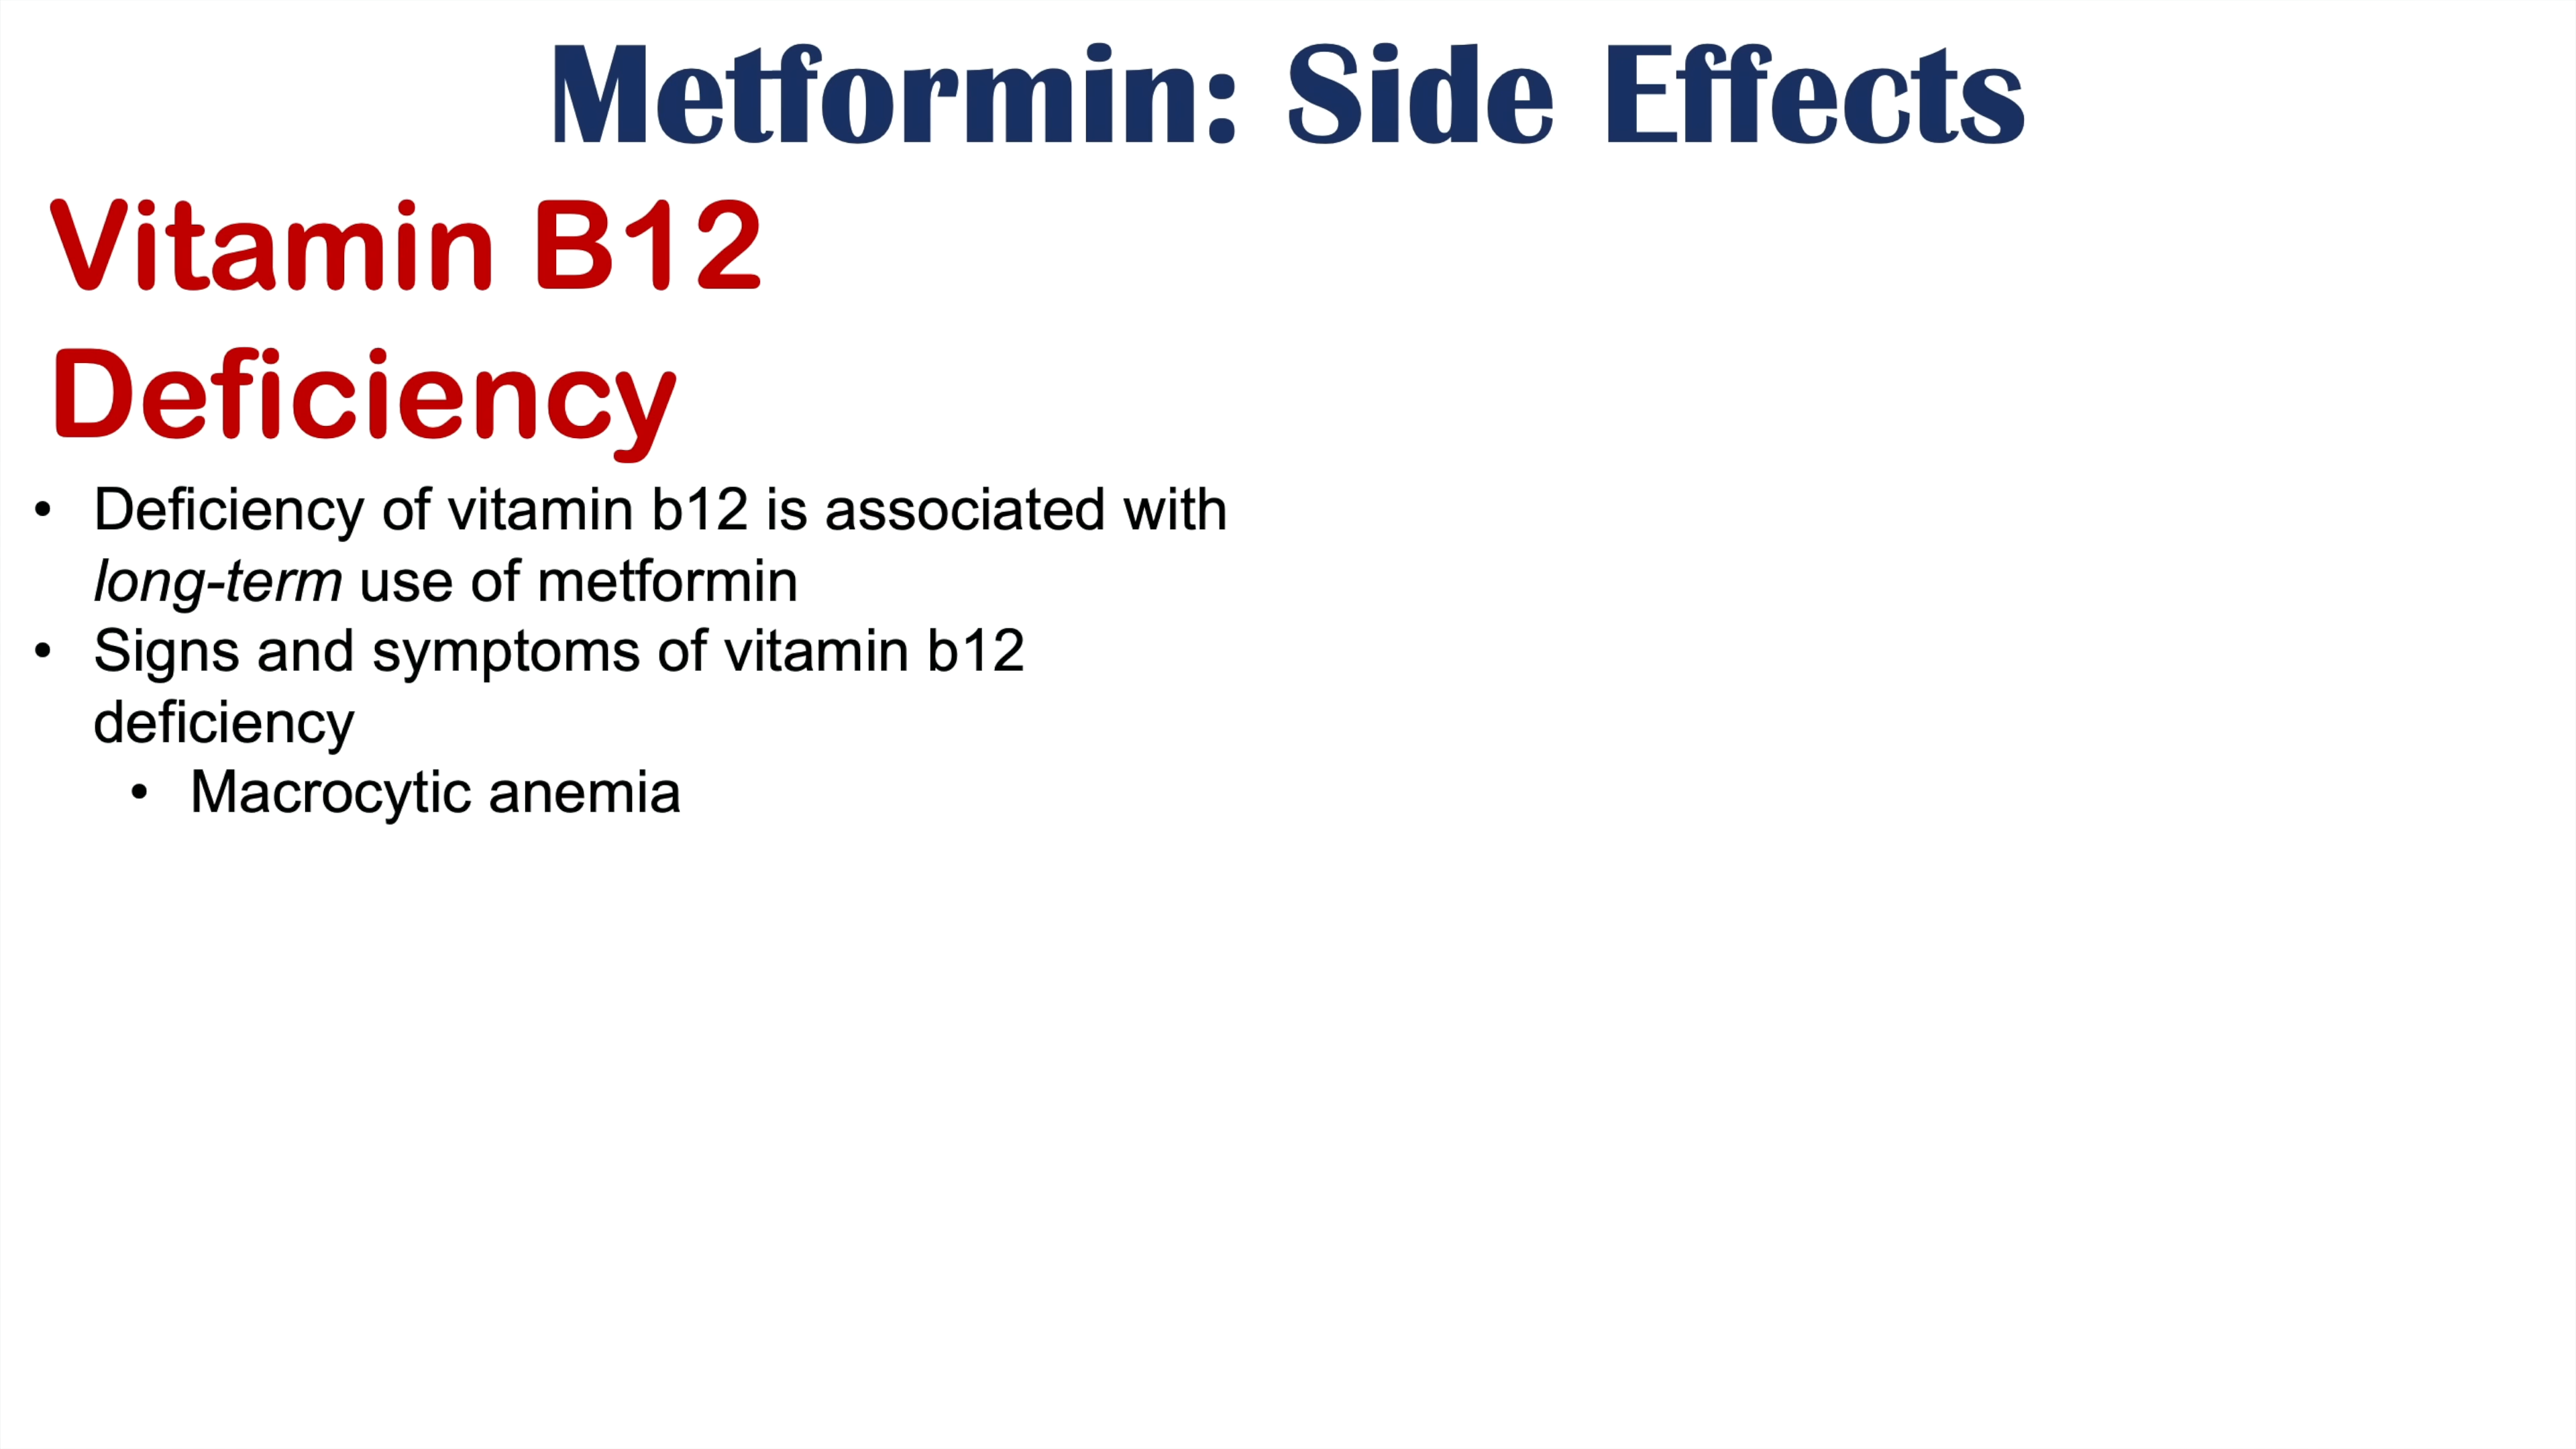 Metformin: Side Effects
Vitamin B12
Deficiency
• Deficiency of vitamin b12 is associated with
long-term use of metformin
• Signs and symptoms of vitamin b12
deficiency
• Macrocytic anemia